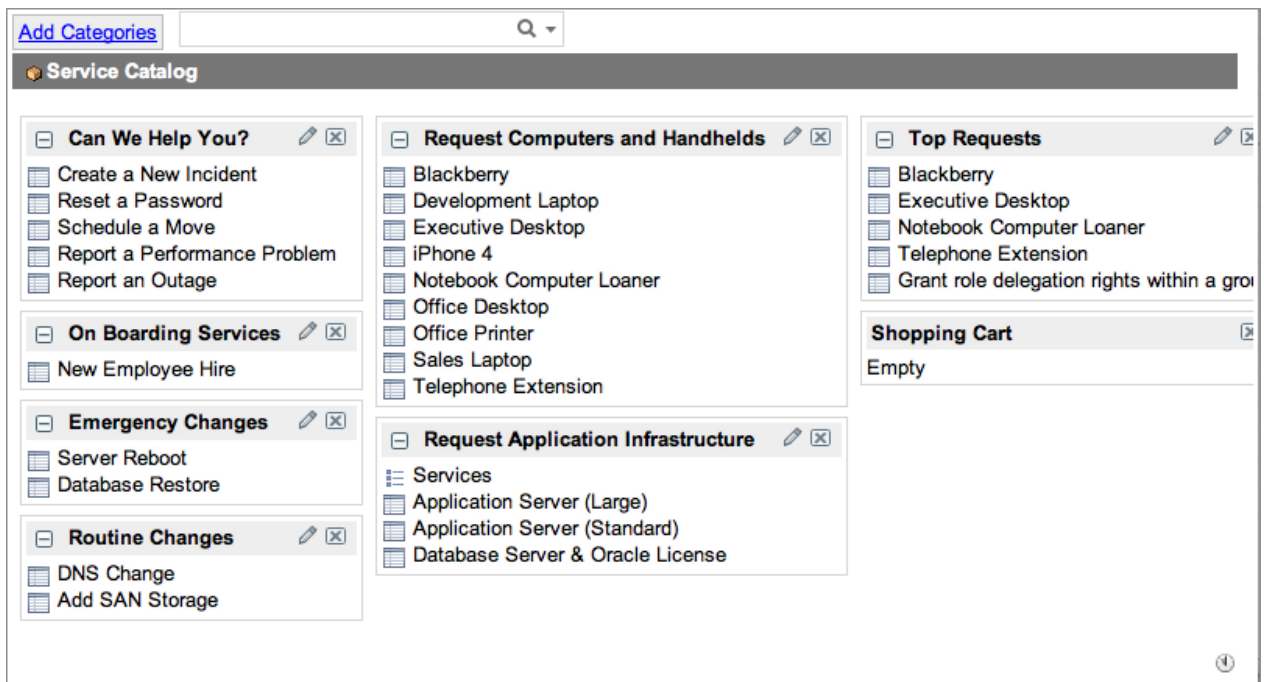 Add Categories
Service Catalog
Can We Help You?
Create a New Incident
Reset a Password
Schedule a Move
Report a Performance Problem
Report an Outage
On Boarding Services
New Employee Hire
Emergency Changes
Server Reboot
Database Restore
Routine Changes
DNS Change
Add SAN Storage
Request Computers and Handhelds
Blackberry
Development Laptop
Executive Desktop
iPhone 4
Notebook Computer Loaner
Office Desktop
Office Printer
Sales Laptop
Telephone Extension
Request Application Infrastructure
Services
Application Server (Large)
Application Server (Standard)
Database Server & Oracle License
Top Requests
Blackberry
Executive Desktop
Notebook Computer Loaner
Telephone Extension
Grant role delegation rights within a
Shopping Cart
Empty